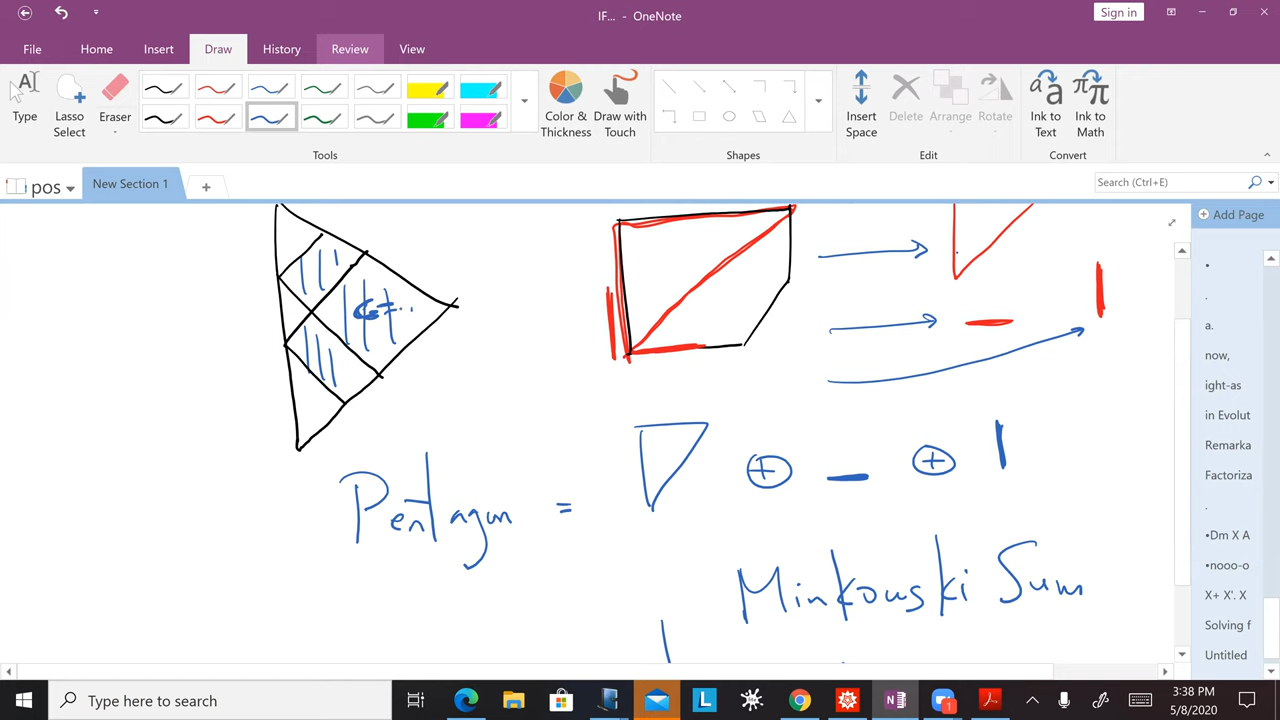 IF... - OneNote
Sign in
File Home Insert Draw History Review View
Type
Lasso Select
Eraser
Color & Thickness
Draw with Touch
Insert Space
Delete
Arrange
Rotate
Ink to Text
Ink to Math
Tools
Shapes
Edit
Convert
pos
New Section 1
+
Search (Ctrl+E)
Add Page
•
.
a.
now,
ight-as
in Evolut
Remarka
Factoriza
.
•Dm X A
•nooo-o
X+ X'. X
Solving f
Untitled
Pentagon = ⊕ ⊕
Minkowski Sum
Type here to search
3:38 PM
5/8/2020